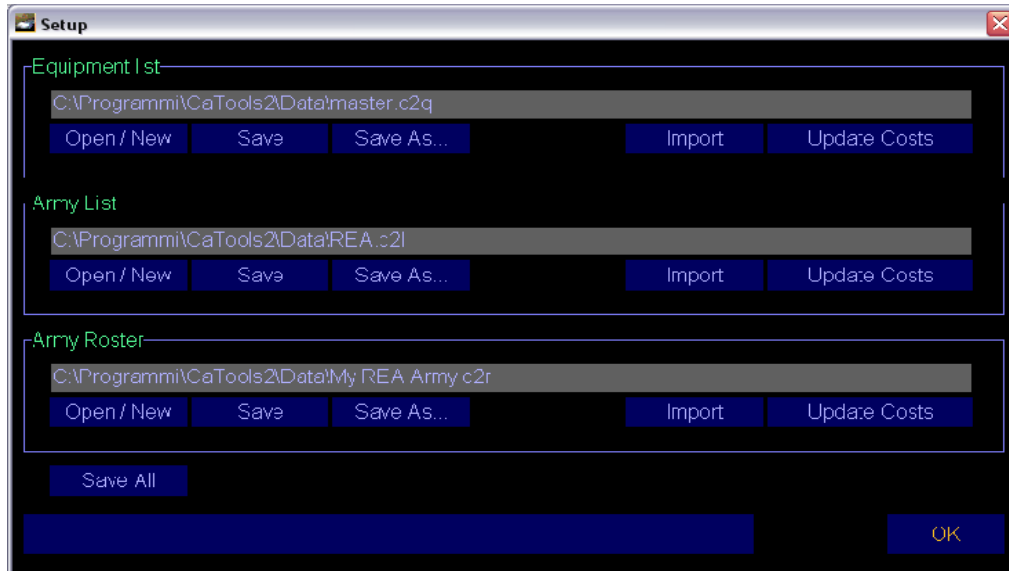 Setup
Equipment list
C:\Programmi\CaTools2\Data\master.c2q
Open / New Save Save As... Import Update Costs
Army List
C:\Programmi\CaTools2\Data\REA.c2l
Open / New Save Save As... Import Update Costs
Army Roster
C:\Programmi\CaTools2\Data\My REA Army c2r
Open / New Save Save As... Import Update Costs
Save All
OK